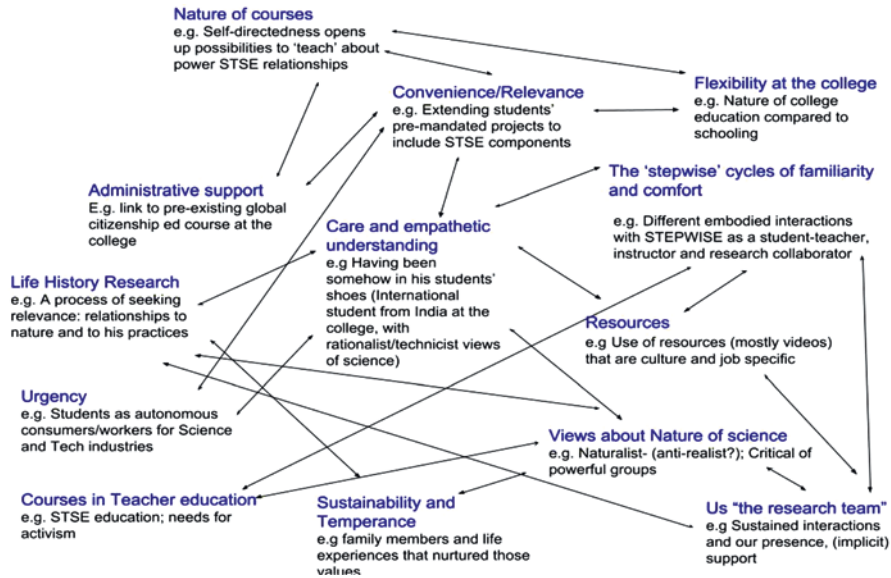 Nature of courses
e.g. Self-directedness opens
up possibilities to 'teach' about
power STSE relationships
Convenience/Relevance
e.g. Extending students'
pre-mandated projects to
include STSE components
Flexibility at the college
e.g. Nature of college
education compared to
schooling
Administrative support
E.g. link to pre-existing global
citizenship ed course at the
college
The 'stepwise' cycles of familiarity
and comfort
e.g. Different embodied interactions
with STEPWISE as a student-teacher,
instructor and research collaborator
Care and empathetic
understanding
e.g Having been
somehow in his students'
shoes (International
student from India at the
college, with
rationalist/technicist views
of science)
Life History Research
e.g. A process of seeking
relevance: relationships to
nature and to his practices
Resources
e.g Use of resources (mostly videos)
that are culture and job specific
Urgency
e.g. Students as autonomous
consumers/workers for Science
and Tech industries
Views about Nature of science
e.g. Naturalist- (anti-realist?); Critical of
powerful groups
Courses in Teacher education
e.g. STSE education; needs for
activism
Sustainability and
Temperance
e.g family members and life
experiences that nurtured those
values
Us "the research team"
e.g Sustained interactions
and our presence, (implicit)
support